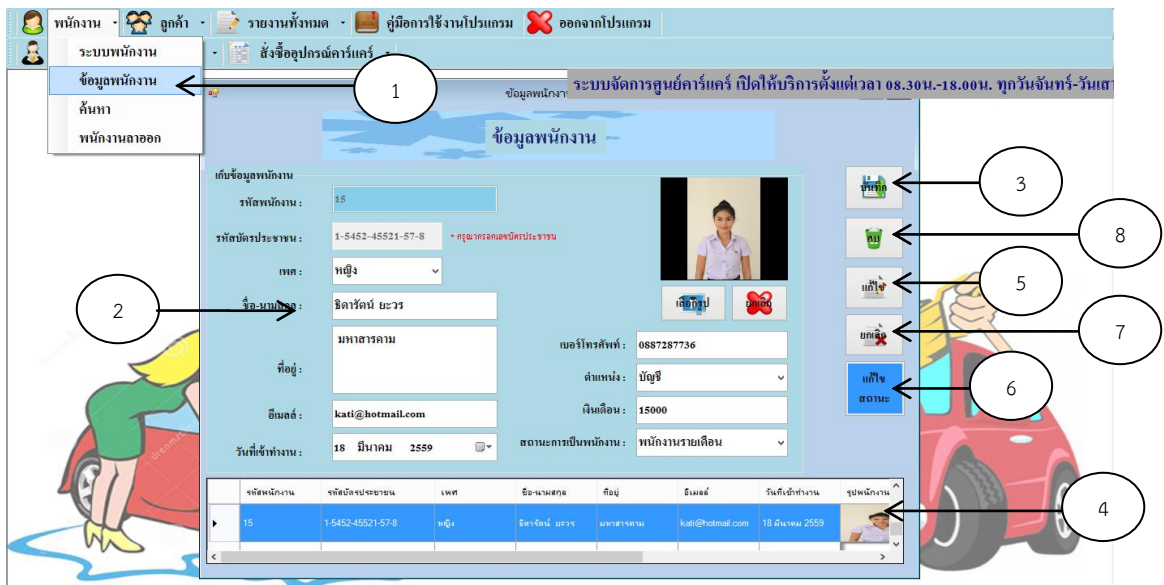 พนักงาน ลูกค้า รายงานทั้งหมด คู่มือการใช้งานโปรแกรม ออกจากโปรแกรม
ระบบพนักงาน
สั่งซื้ออุปกรณ์คาร์แคร์
ข้อมูลพนักงาน
ค้นหา
พนักงานลาออก
1
ข้อมูลพนักงาน
ระบบจัดการศูนย์คาร์แคร์ เปิดให้บริการตั้งแต่เวลา 08.30น.-18.00น. ทุกวันจันทร์-วันเสา
ข้อมูลพนักงาน
เก็บข้อมูลพนักงาน
รหัสพนักงาน : 15
บันทึก
3
รหัสบัตรประชาชน : 1-5452-45521-57-8 * กรุณากรอกเลขบัตรประชาชน
ลบ
8
เพศ : หญิง
แก้ไข
5
2
ชื่อ-นามสกุล : ธิดารัตน์ ยะวร
เลือกรูป ยกเลิก
ยกเลิก
7
ที่อยู่ : มหาสารคาม
เบอร์โทรศัพท์ : 0887287736
ตำแหน่ง : บัญชี
แก้ไข
สถานะ
6
อีเมลล์ : kati@hotmail.com
เงินเดือน : 15000
วันที่เข้าทำงาน : 18 มีนาคม 2559
สถานะการเป็นพนักงาน : พนักงานรายเดือน
รหัสพนักงาน รหัสบัตรประชาชน เพศ ชื่อ-นามสกุล ที่อยู่ อีเมลล์ วันที่เข้าทำงาน รูปพนักงาน
15 1-5452-45521-57-8 หญิง ธิดารัตน์ ยะวร มหาสารคาม kati@hotmail.com 18 มีนาคม 2559
4